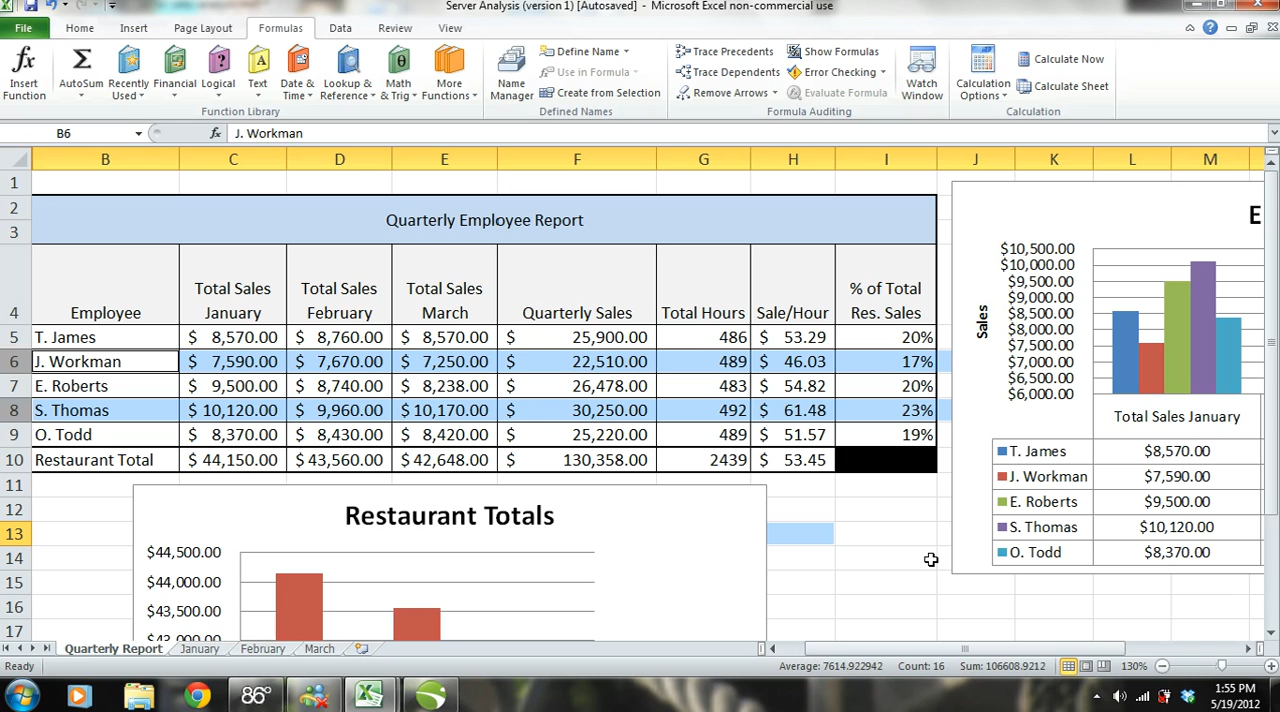 Server Analysis (version 1) [Autosaved] - Microsoft Excel non-commercial use
File Home Insert Page Layout Formulas Data Review View
Insert Function AutoSum Recently Used Financial Logical Text Date & Time Lookup & Reference Math & Trig More Functions
Function Library
Name Manager Define Name Use in Formula Create from Selection
Defined Names
Trace Precedents Trace Dependents Remove Arrows Show Formulas Error Checking Evaluate Formula Watch Window
Formula Auditing
Calculation Options Calculate Now Calculate Sheet
Calculation
B6 fx J. Workman
B C D E F G H I J K L M
1
2
3
Quarterly Employee Report
4 Employee Total Sales January Total Sales February Total Sales March Quarterly Sales Total Hours Sale/Hour % of Total Res. Sales
5 T. James $ 8,570.00 $ 8,760.00 $ 8,570.00 $ 25,900.00 486 $ 53.29 20%
6 J. Workman $ 7,590.00 $ 7,670.00 $ 7,250.00 $ 22,510.00 489 $ 46.03 17%
7 E. Roberts $ 9,500.00 $ 8,740.00 $ 8,238.00 $ 26,478.00 483 $ 54.82 20%
8 S. Thomas $ 10,120.00 $ 9,960.00 $ 10,170.00 $ 30,250.00 492 $ 61.48 23%
9 O. Todd $ 8,370.00 $ 8,430.00 $ 8,420.00 $ 25,220.00 489 $ 51.57 19%
10 Restaurant Total $ 44,150.00 $ 43,560.00 $ 42,648.00 $ 130,358.00 2439 $ 53.45
11
12
13
14
15
16
17
Restaurant Totals
$44,500.00
$44,000.00
$43,500.00
$43,000.00
E
Sales
$10,500.00
$10,000.00
$9,500.00
$9,000.00
$8,500.00
$8,000.00
$7,500.00
$7,000.00
$6,500.00
$6,000.00
Total Sales January
T. James $8,570.00
J. Workman $7,590.00
E. Roberts $9,500.00
S. Thomas $10,120.00
O. Todd $8,370.00
Quarterly Report January February March
Ready Average: 7614.922942 Count: 16 Sum: 106608.9212 130%
86° 1:55 PM
5/19/2012